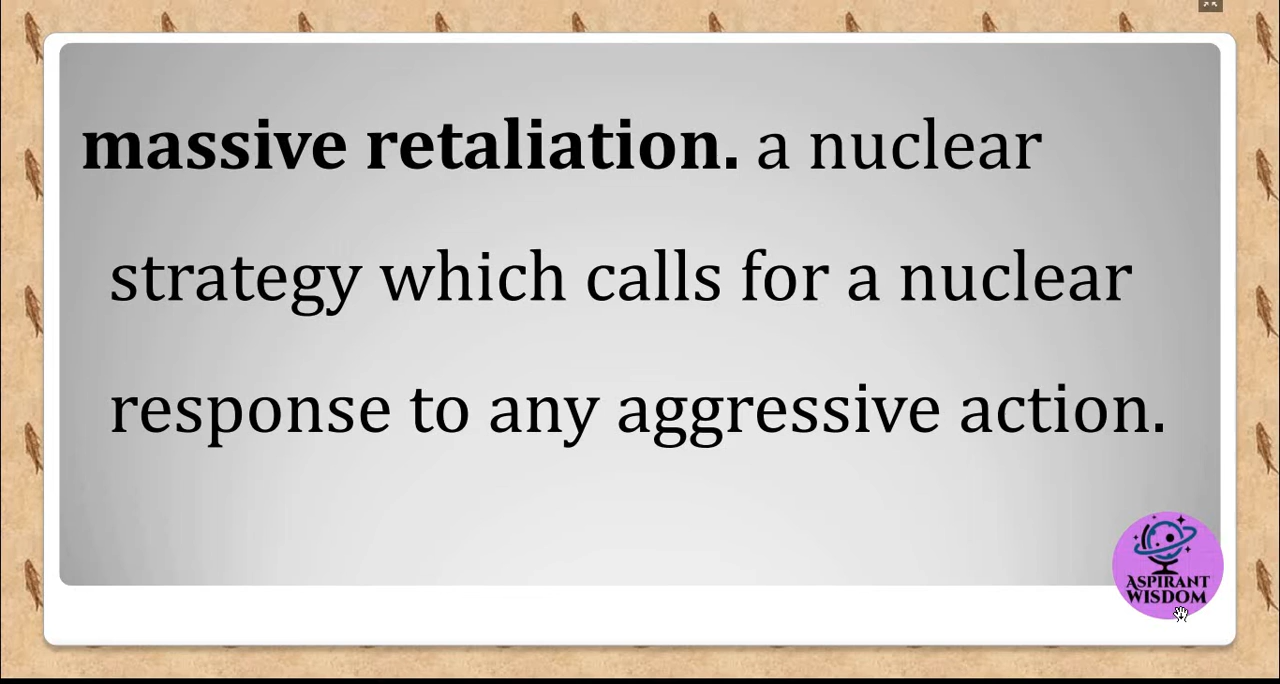 massive retaliation. a nuclear
strategy which calls for a nuclear
response to any aggressive action.
ASPIRANT
WISDOM